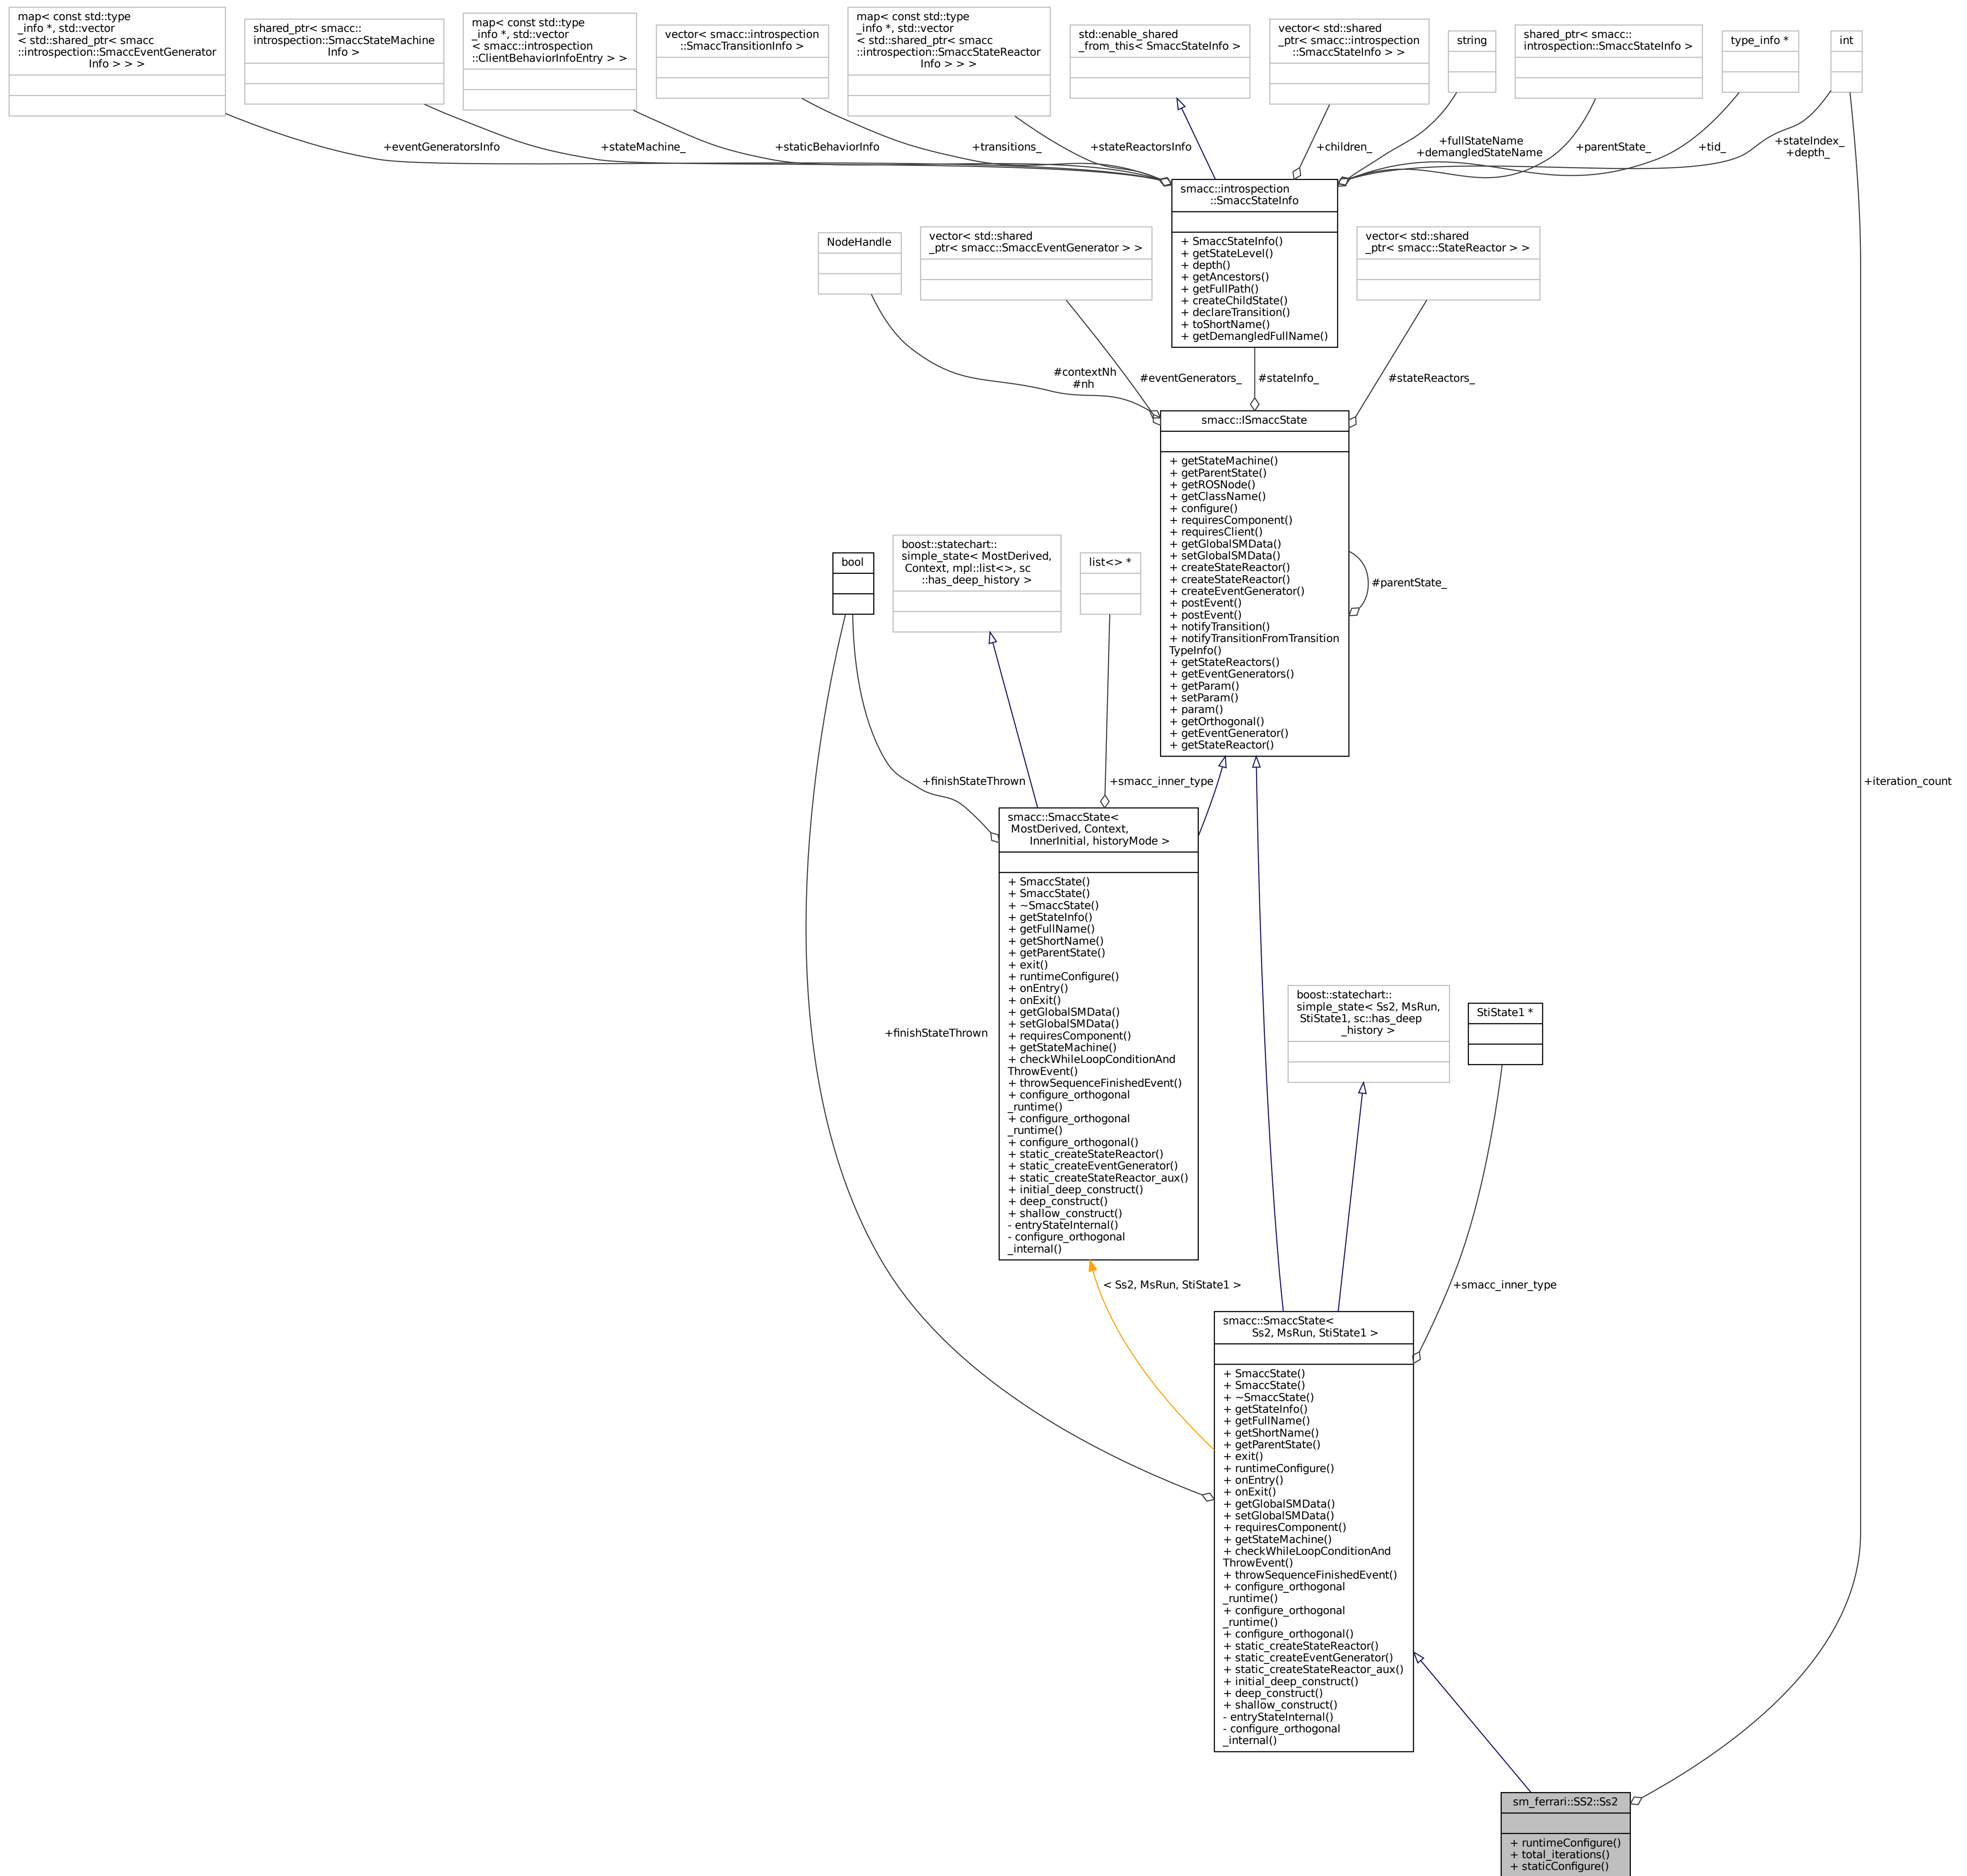 map< const std::type
_info *, std::vector
< std::shared_ptr< smacc
::introspection::SmaccEventGenerator
Info > > >
shared_ptr< smacc::
introspection::SmaccStateMachine
Info >
map< const std::type
_info *, std::vector
< smacc::introspection
::ClientBehaviorInfoEntry > >
vector< smacc::introspection
::SmaccTransitionInfo >
map< const std::type
_info *, std::vector
< std::shared_ptr< smacc
::introspection::SmaccStateReactor
Info > > >
std::enable_shared
_from_this< SmaccStateInfo >
vector< std::shared
_ptr< smacc::introspection
::SmaccStateInfo > >
string
shared_ptr< smacc::
introspection::SmaccStateInfo >
type_info *
int
+eventGeneratorsInfo
+stateMachine_
+staticBehaviorInfo
+transitions_
+stateReactorsInfo
+children_
+fullStateName
+demangledStateName
+parentState_
+tid_
+stateIndex_
+depth_
smacc::introspection
::SmaccStateInfo
+ SmaccStateInfo()
+ getStateLevel()
+ depth()
+ getAncestors()
+ getFullPath()
+ createChildState()
+ declareTransition()
+ toShortName()
+ getDemangledFullName()
NodeHandle
vector< std::shared
_ptr< smacc::SmaccEventGenerator > >
vector< std::shared
_ptr< smacc::StateReactor > >
#contextNh
#nh
#eventGenerators_
#stateInfo_
#stateReactors_
smacc::ISmaccState
+ getStateMachine()
+ getParentState()
+ getROSNode()
+ getClassName()
+ configure()
+ requiresComponent()
+ requiresClient()
+ getGlobalSMData()
+ setGlobalSMData()
+ createStateReactor()
+ createStateReactor()
+ createEventGenerator()
+ postEvent()
+ postEvent()
+ notifyTransition()
+ notifyTransitionFromTransition
TypeInfo()
+ getStateReactors()
+ getEventGenerators()
+ getParam()
+ setParam()
+ param()
+ getOrthogonal()
+ getEventGenerator()
+ getStateReactor()
#parentState_
bool
boost::statechart::
simple_state< MostDerived,
Context, mpl::list<>, sc
::has_deep_history >
list<> *
+finishStateThrown
+smacc_inner_type
+iteration_count
smacc::SmaccState<
MostDerived, Context,
InnerInitial, historyMode >
+ SmaccState()
+ SmaccState()
+ ~SmaccState()
+ getStateInfo()
+ getFullName()
+ getShortName()
+ getParentState()
+ exit()
+ runtimeConfigure()
+ onEntry()
+ onExit()
+ getGlobalSMData()
+ setGlobalSMData()
+ requiresComponent()
+ getStateMachine()
+ checkWhileLoopConditionAnd
ThrowEvent()
+ throwSequenceFinishedEvent()
+ configure_orthogonal
_runtime()
+ configure_orthogonal
_runtime()
+ configure_orthogonal()
+ static_createStateReactor()
+ static_createEventGenerator()
+ static_createStateReactor_aux()
+ initial_deep_construct()
+ deep_construct()
+ shallow_construct()
- entryStateInternal()
- configure_orthogonal
_internal()
+finishStateThrown
boost::statechart::
simple_state< Ss2, MsRun,
StiState1, sc::has_deep
_history >
StiState1 *
< Ss2, MsRun, StiState1 >
+smacc_inner_type
smacc::SmaccState<
Ss2, MsRun, StiState1 >
+ SmaccState()
+ SmaccState()
+ ~SmaccState()
+ getStateInfo()
+ getFullName()
+ getShortName()
+ getParentState()
+ exit()
+ runtimeConfigure()
+ onEntry()
+ onExit()
+ getGlobalSMData()
+ setGlobalSMData()
+ requiresComponent()
+ getStateMachine()
+ checkWhileLoopConditionAnd
ThrowEvent()
+ throwSequenceFinishedEvent()
+ configure_orthogonal
_runtime()
+ configure_orthogonal
_runtime()
+ configure_orthogonal()
+ static_createStateReactor()
+ static_createEventGenerator()
+ static_createStateReactor_aux()
+ initial_deep_construct()
+ deep_construct()
+ shallow_construct()
- entryStateInternal()
- configure_orthogonal
_internal()
sm_ferrari::SS2::Ss2
+ runtimeConfigure()
+ total_iterations()
+ staticConfigure()